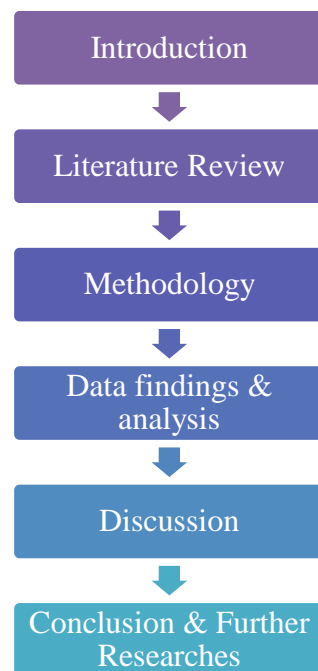 Introduction
Literature Review
Methodology
Data findings &
analysis
Discussion
Conclusion & Further
Researches